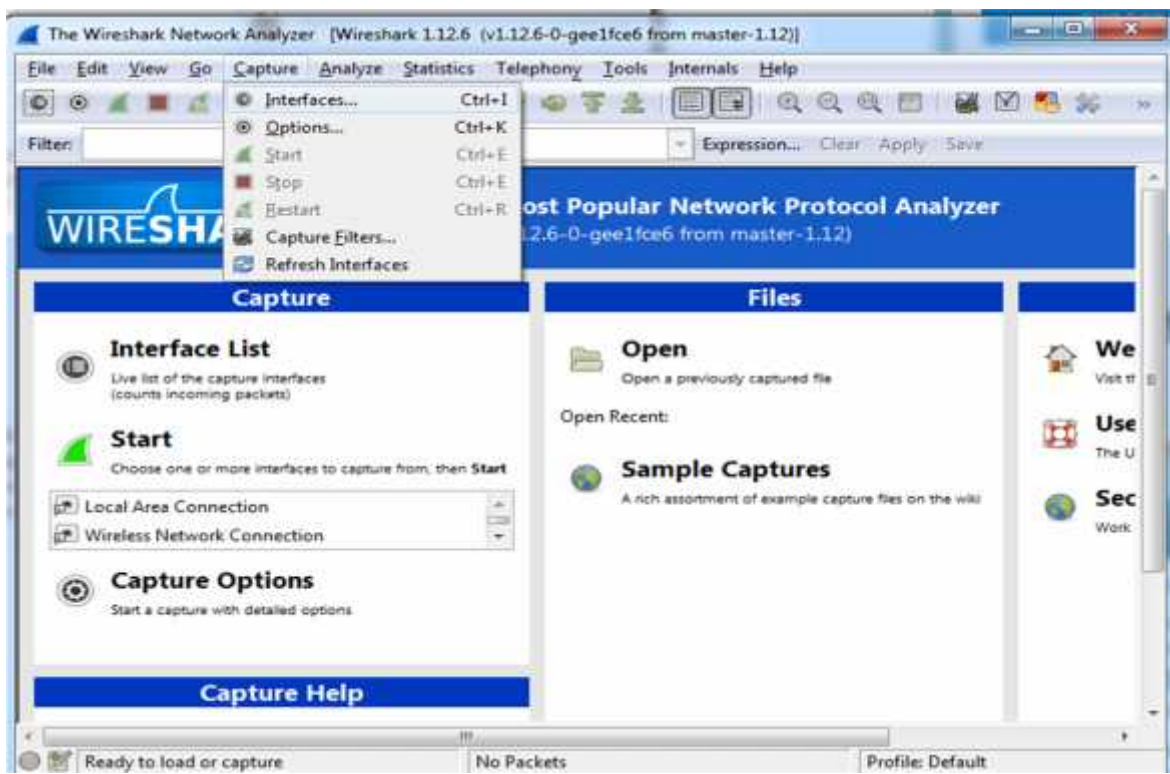 The Wireshark Network Analyzer [Wireshark 1.12.6 (v1.12.6-0-gee1fce6 from master-1.12)]
File Edit View Go Capture Analyze Statistics Telephony Tools Internals Help
Interfaces... Ctrl+I
Options... Ctrl+K
Start Ctrl+E
Stop Ctrl+E
Restart Ctrl+R
Capture Filters...
Refresh Interfaces
Filter: Expression... Clear Apply Save
WIRESHA
ost Popular Network Protocol Analyzer
2.6-0-gee1fce6 from master-1.12)
Capture
Interface List
Live list of the capture interfaces
(counts incoming packets)
Start
Choose one or more interfaces to capture from, then Start
Local Area Connection
Wireless Network Connection
Capture Options
Start a capture with detailed options
Capture Help
Files
Open
Open a previously captured file
Open Recent:
Sample Captures
A rich assortment of example capture files on the wiki
We
Visit th
Use
The U
Sec
Work
Ready to load or capture
No Packets
Profile: Default